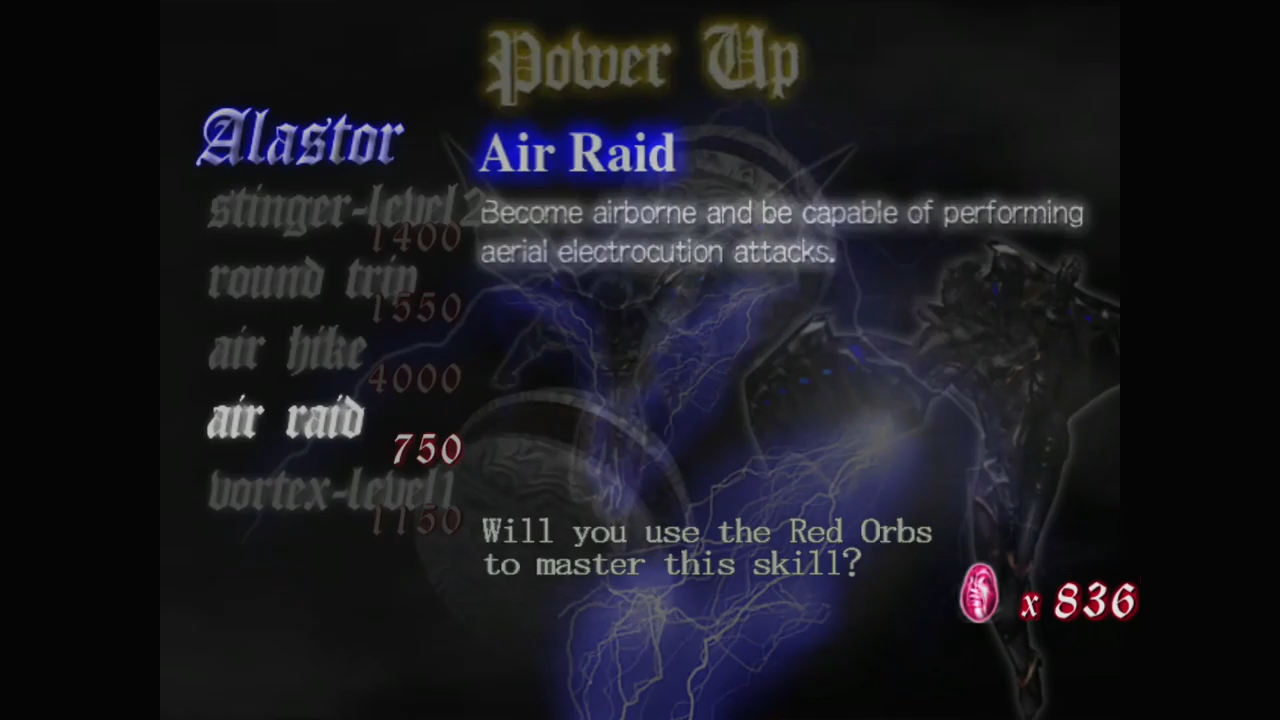 Power Up
Alastor
stinger-level2
1400
round trip
1550
air hike
4000
air raid
750
vortex-level1
1150
Air Raid
Become airborne and be capable of performing
aerial electrocution attacks.
Will you use the Red Orbs
to master this skill?
x 836